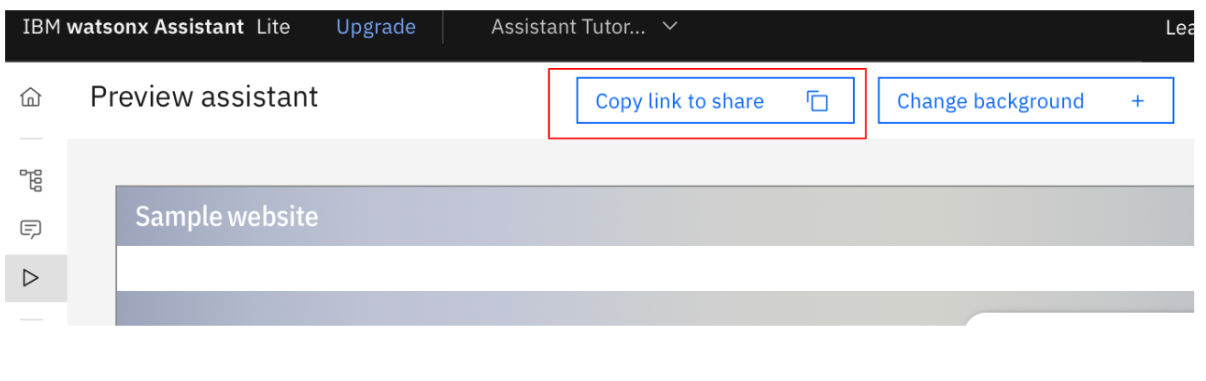 IBM watsonx Assistant Lite Upgrade Assistant Tutor... Lea
Preview assistant Copy link to share Change background +
Sample website